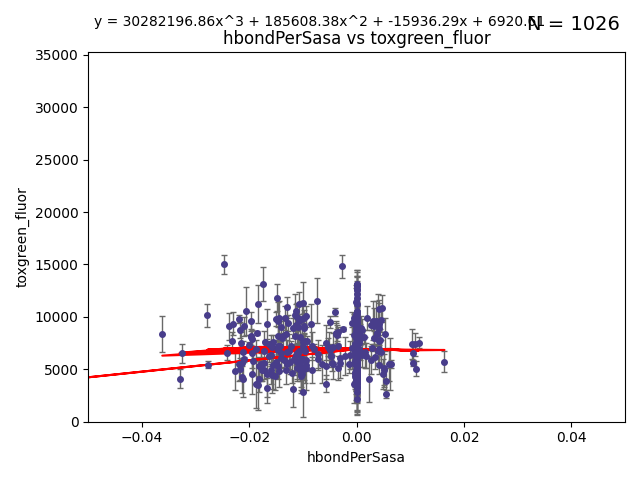 y = 30282196.86x^3 + 185608.38x^2 + -15936.29x + 6920.
N = 1026
hbondPerSasa vs toxgreen_fluor
35000
30000
25000
20000
15000
10000
5000
0
toxgreen_fluor
−0.04 −0.02 0.00 0.02 0.04
hbondPerSasa